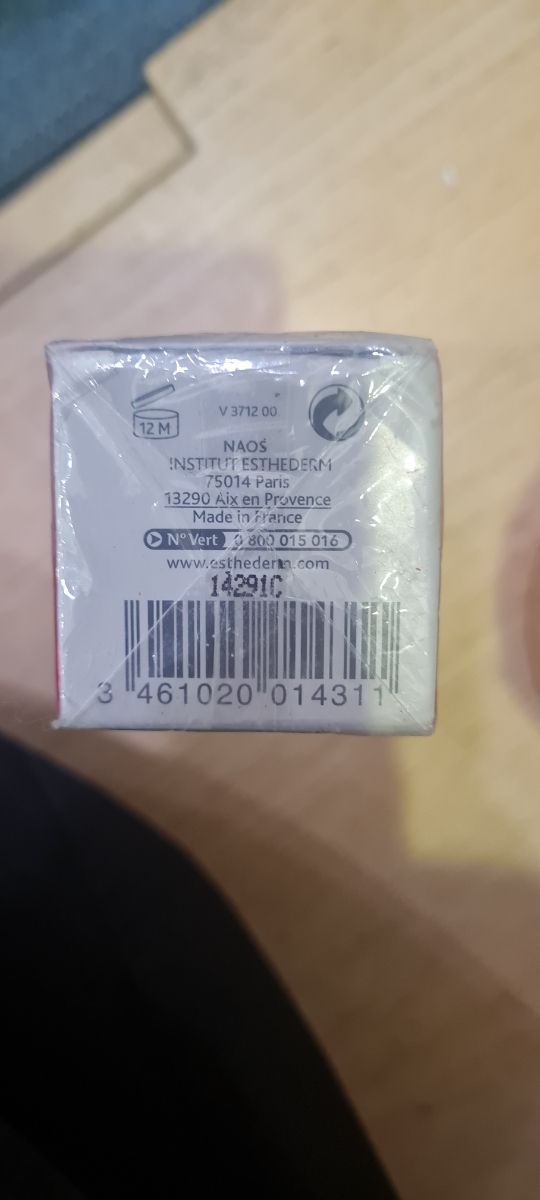 12 M
V 3712 00
NAOS
INSTITUT ESTHEDERM
75014 Paris
13290 Aix en Provence
Made in France
N° Vert 0 800 015 016
www.esthederm.com
14291C
3 461020 014311